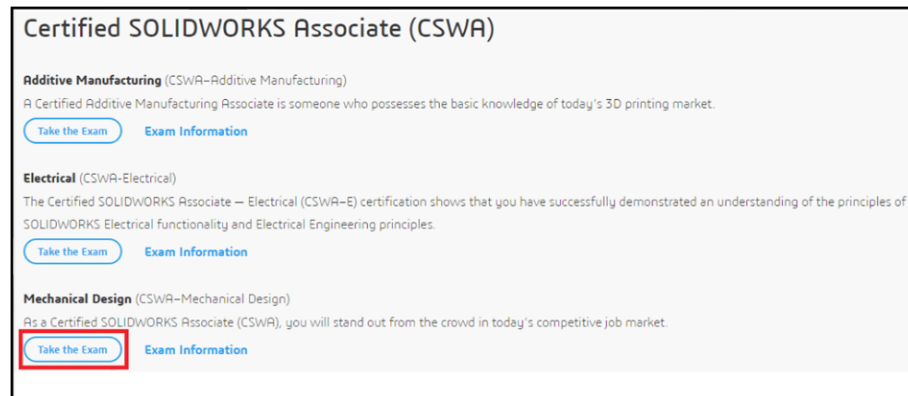 Certified SOLIDWORKS Associate (CSWA)
Additive Manufacturing (CSWA–Additive Manufacturing)
A Certified Additive Manufacturing Associate is someone who possesses the basic knowledge of today's 3D printing market.
Take the Exam Exam Information
Electrical (CSWA-Electrical)
The Certified SOLIDWORKS Associate — Electrical (CSWA–E) certification shows that you have successfully demonstrated an understanding of the principles of
SOLIDWORKS Electrical functionality and Electrical Engineering principles.
Take the Exam Exam Information
Mechanical Design (CSWA–Mechanical Design)
As a Certified SOLIDWORKS Associate (CSWA), you will stand out from the crowd in today's competitive job market.
Take the Exam Exam Information